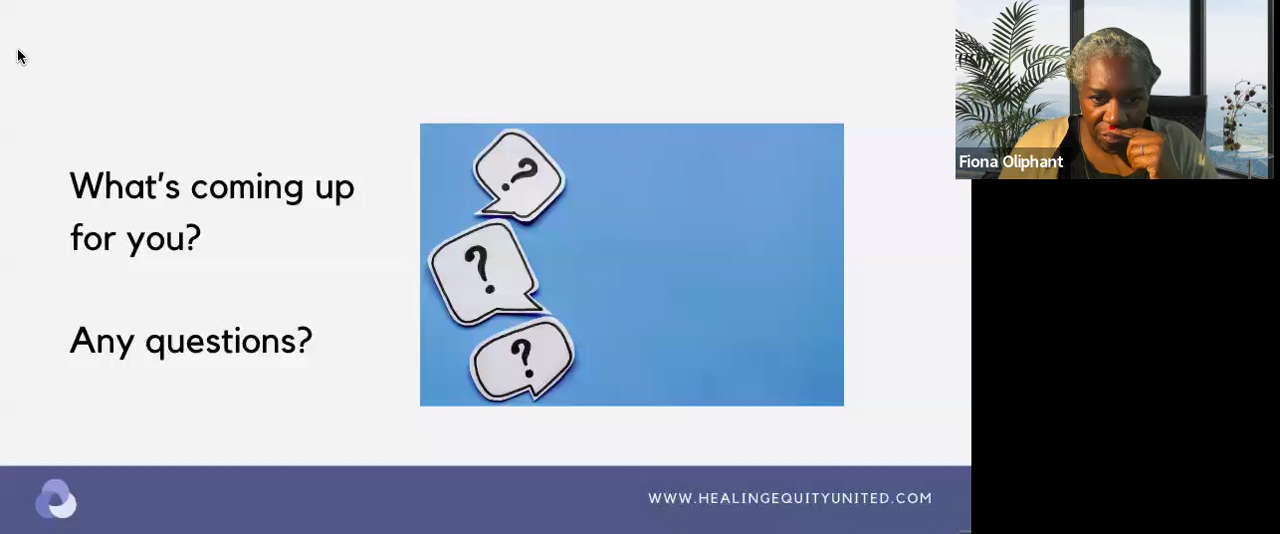 What's coming up
for you?
Any questions?
?
?
?
WWW.HEALINGEQUITYUNITED.COM
Fiona Oliphant